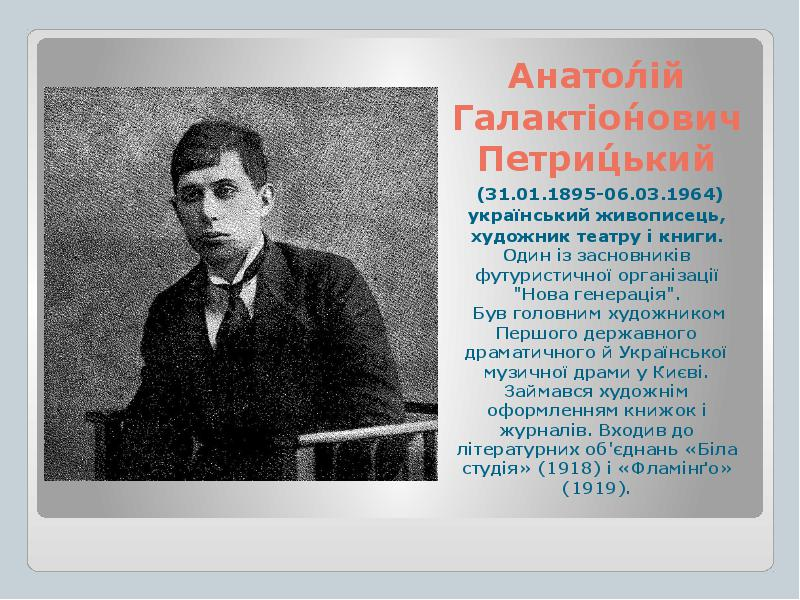 Анато́лій
Галактіо́нович
Петри́цький
(31.01.1895-06.03.1964)
український живописець,
художник театру і книги.
Один із засновників
футуристичної організації
"Нова генерація".
Був головним художником
Першого державного
драматичного й Української
музичної драми у Києві.
Займався художнім
оформленням книжок і
журналів. Входив до
літературних об'єднань «Біла
студія» (1918) і «Фламінґо»
(1919).